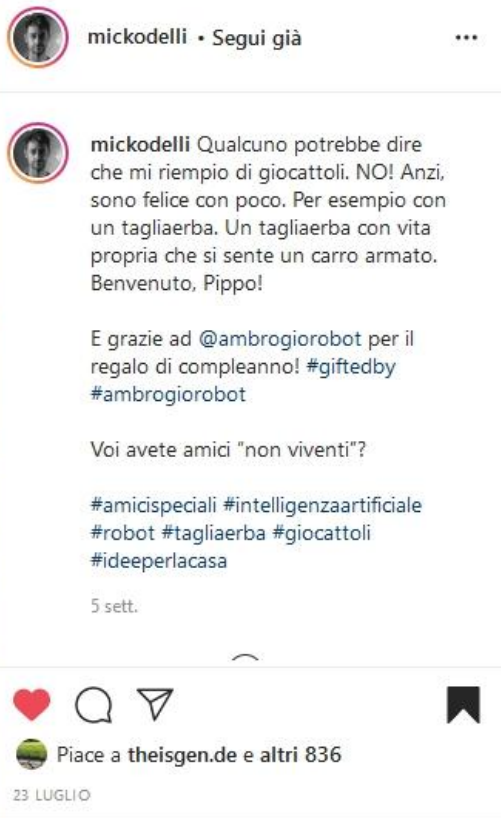 mickodelli • Segui già
mickodelli Qualcuno potrebbe dire
che mi riempio di giocattoli. NO! Anzi,
sono felice con poco. Per esempio con
un tagliaerba. Un tagliaerba con vita
propria che si sente un carro armato.
Benvenuto, Pippo!
E grazie ad @ambrogiorobot per il
regalo di compleanno! #giftedby
#ambrogiorobot
Voi avete amici "non viventi"?
#amicispeciali #intelligenzaartificiale
#robot #tagliaerba #giocattoli
#ideeperlacasa
5 sett.
Piace a theisgen.de e altri 836
23 LUGLIO